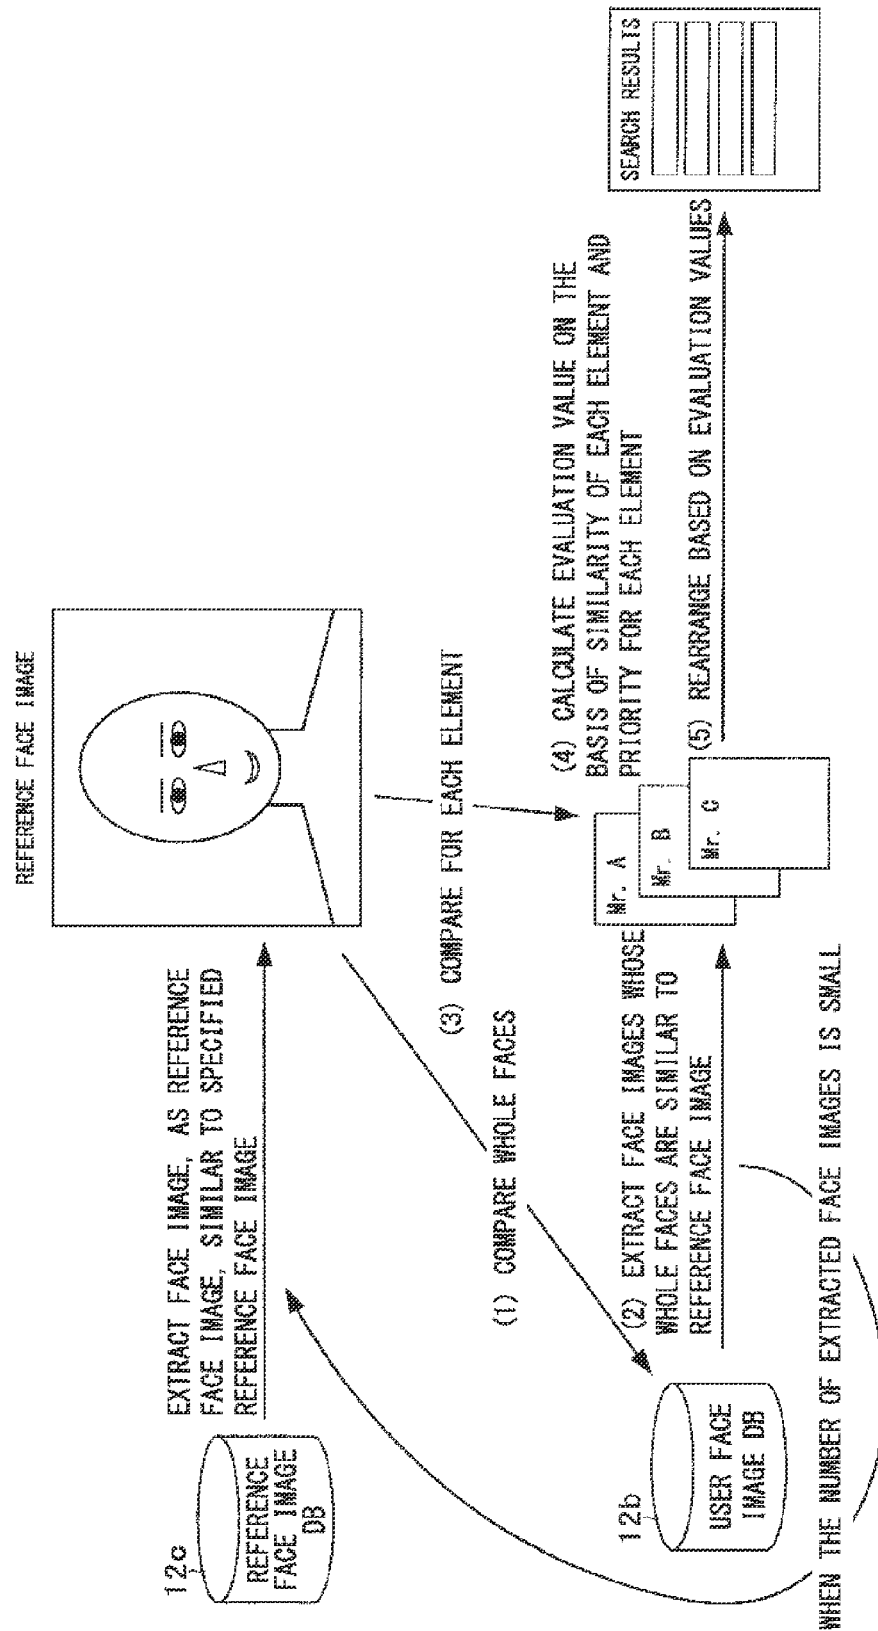 REFERENCE FACE IMAGE
EXTRACT FACE IMAGE, AS REFERENCE
FACE IMAGE, SIMILAR TO SPECIFIED
REFERENCE FACE IMAGE
12c
REFERENCE
FACE IMAGE
DB
(3) COMPARE FOR EACH ELEMENT
(1) COMPARE WHOLE FACES
(4) CALCULATE EVALUATION VALUE ON THE
BASIS OF SIMILARITY OF EACH ELEMENT AND
PRIORITY FOR EACH ELEMENT
SEARCH RESULTS
(5) REARRANGE BASED ON EVALUATION VALUES
Mr. A
Mr. B
Mr. C
(2) EXTRACT FACE IMAGES WHOSE
WHOLE FACES ARE SIMILAR TO
REFERENCE FACE IMAGE
12b
USER FACE
IMAGE DB
WHEN THE NUMBER OF EXTRACTED FACE IMAGES IS SMALL